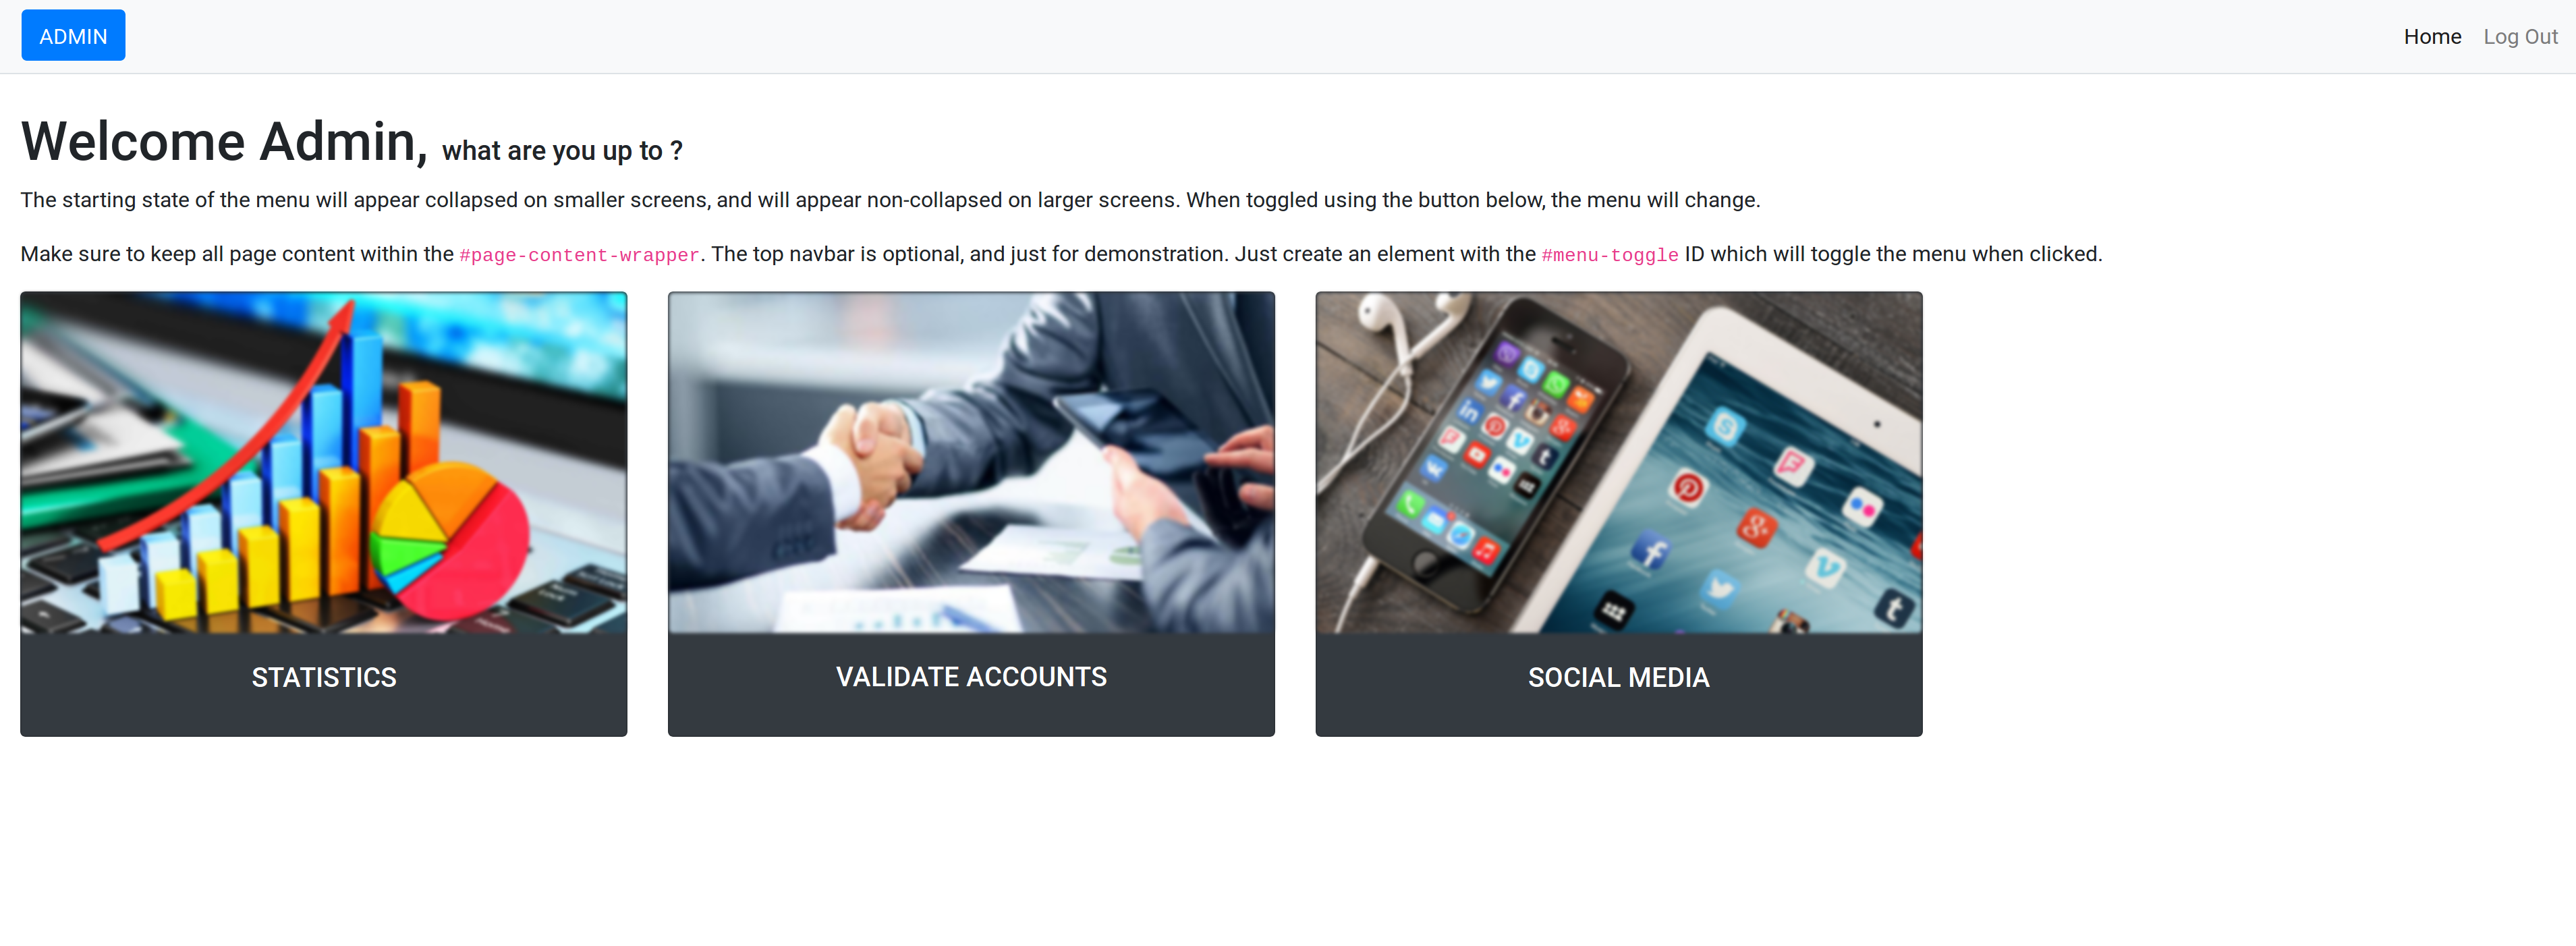 ADMIN
Home Log Out
Welcome Admin, what are you up to ?
The starting state of the menu will appear collapsed on smaller screens, and will appear non-collapsed on larger screens. When toggled using the button below, the menu will change.
Make sure to keep all page content within the #page-content-wrapper. The top navbar is optional, and just for demonstration. Just create an element with the #menu-toggle ID which will toggle the menu when clicked.
STATISTICS
VALIDATE ACCOUNTS
SOCIAL MEDIA